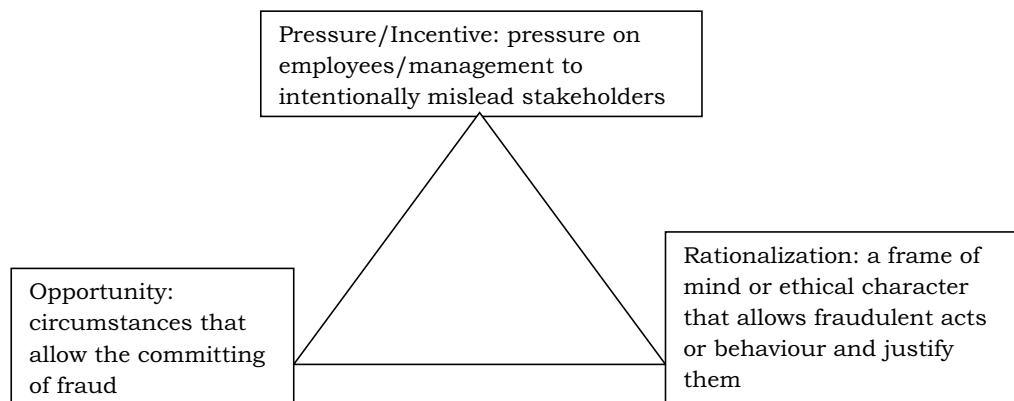 Pressure/Incentive: pressure on
employees/management to
intentionally mislead stakeholders
Opportunity:
circumstances that
allow the committing
of fraud
Rationalization: a frame of
mind or ethical character
that allows fraudulent acts
or behaviour and justify
them